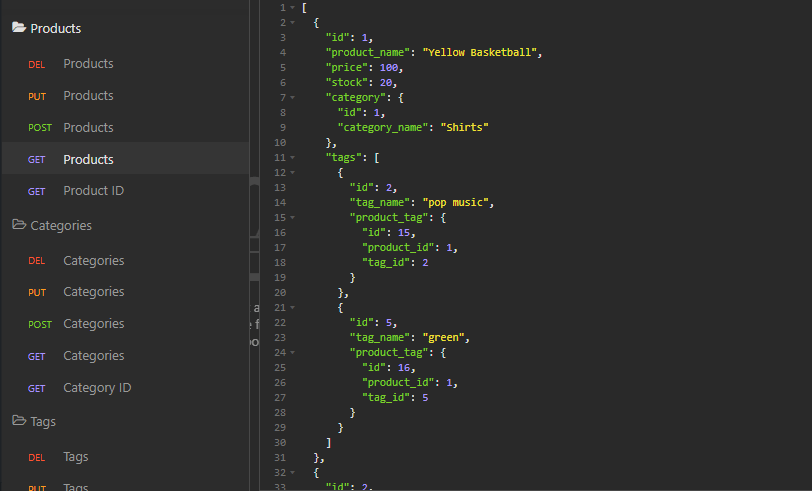 Products
DEL Products
PUT Products
POST Products
GET Products
GET Product ID
Categories
DEL Categories
PUT Categories
POST Categories
GET Categories
GET Category ID
Tags
DEL Tags
PUT Tags
1 [
2 {
3 "id": 1,
4 "product_name": "Yellow Basketball",
5 "price": 100,
6 "stock": 20,
7 "category": {
8 "id": 1,
9 "category_name": "Shirts"
10 },
11 "tags": [
12 {
13 "id": 2,
14 "tag_name": "pop music",
15 "product_tag": {
16 "id": 15,
17 "product_id": 1,
18 "tag_id": 2
19 }
20 },
21 {
22 "id": 5,
23 "tag_name": "green",
24 "product_tag": {
25 "id": 16,
26 "product_id": 1,
27 "tag_id": 5
28 }
29 }
30 ]
31 },
32 {
33 "id": 2,